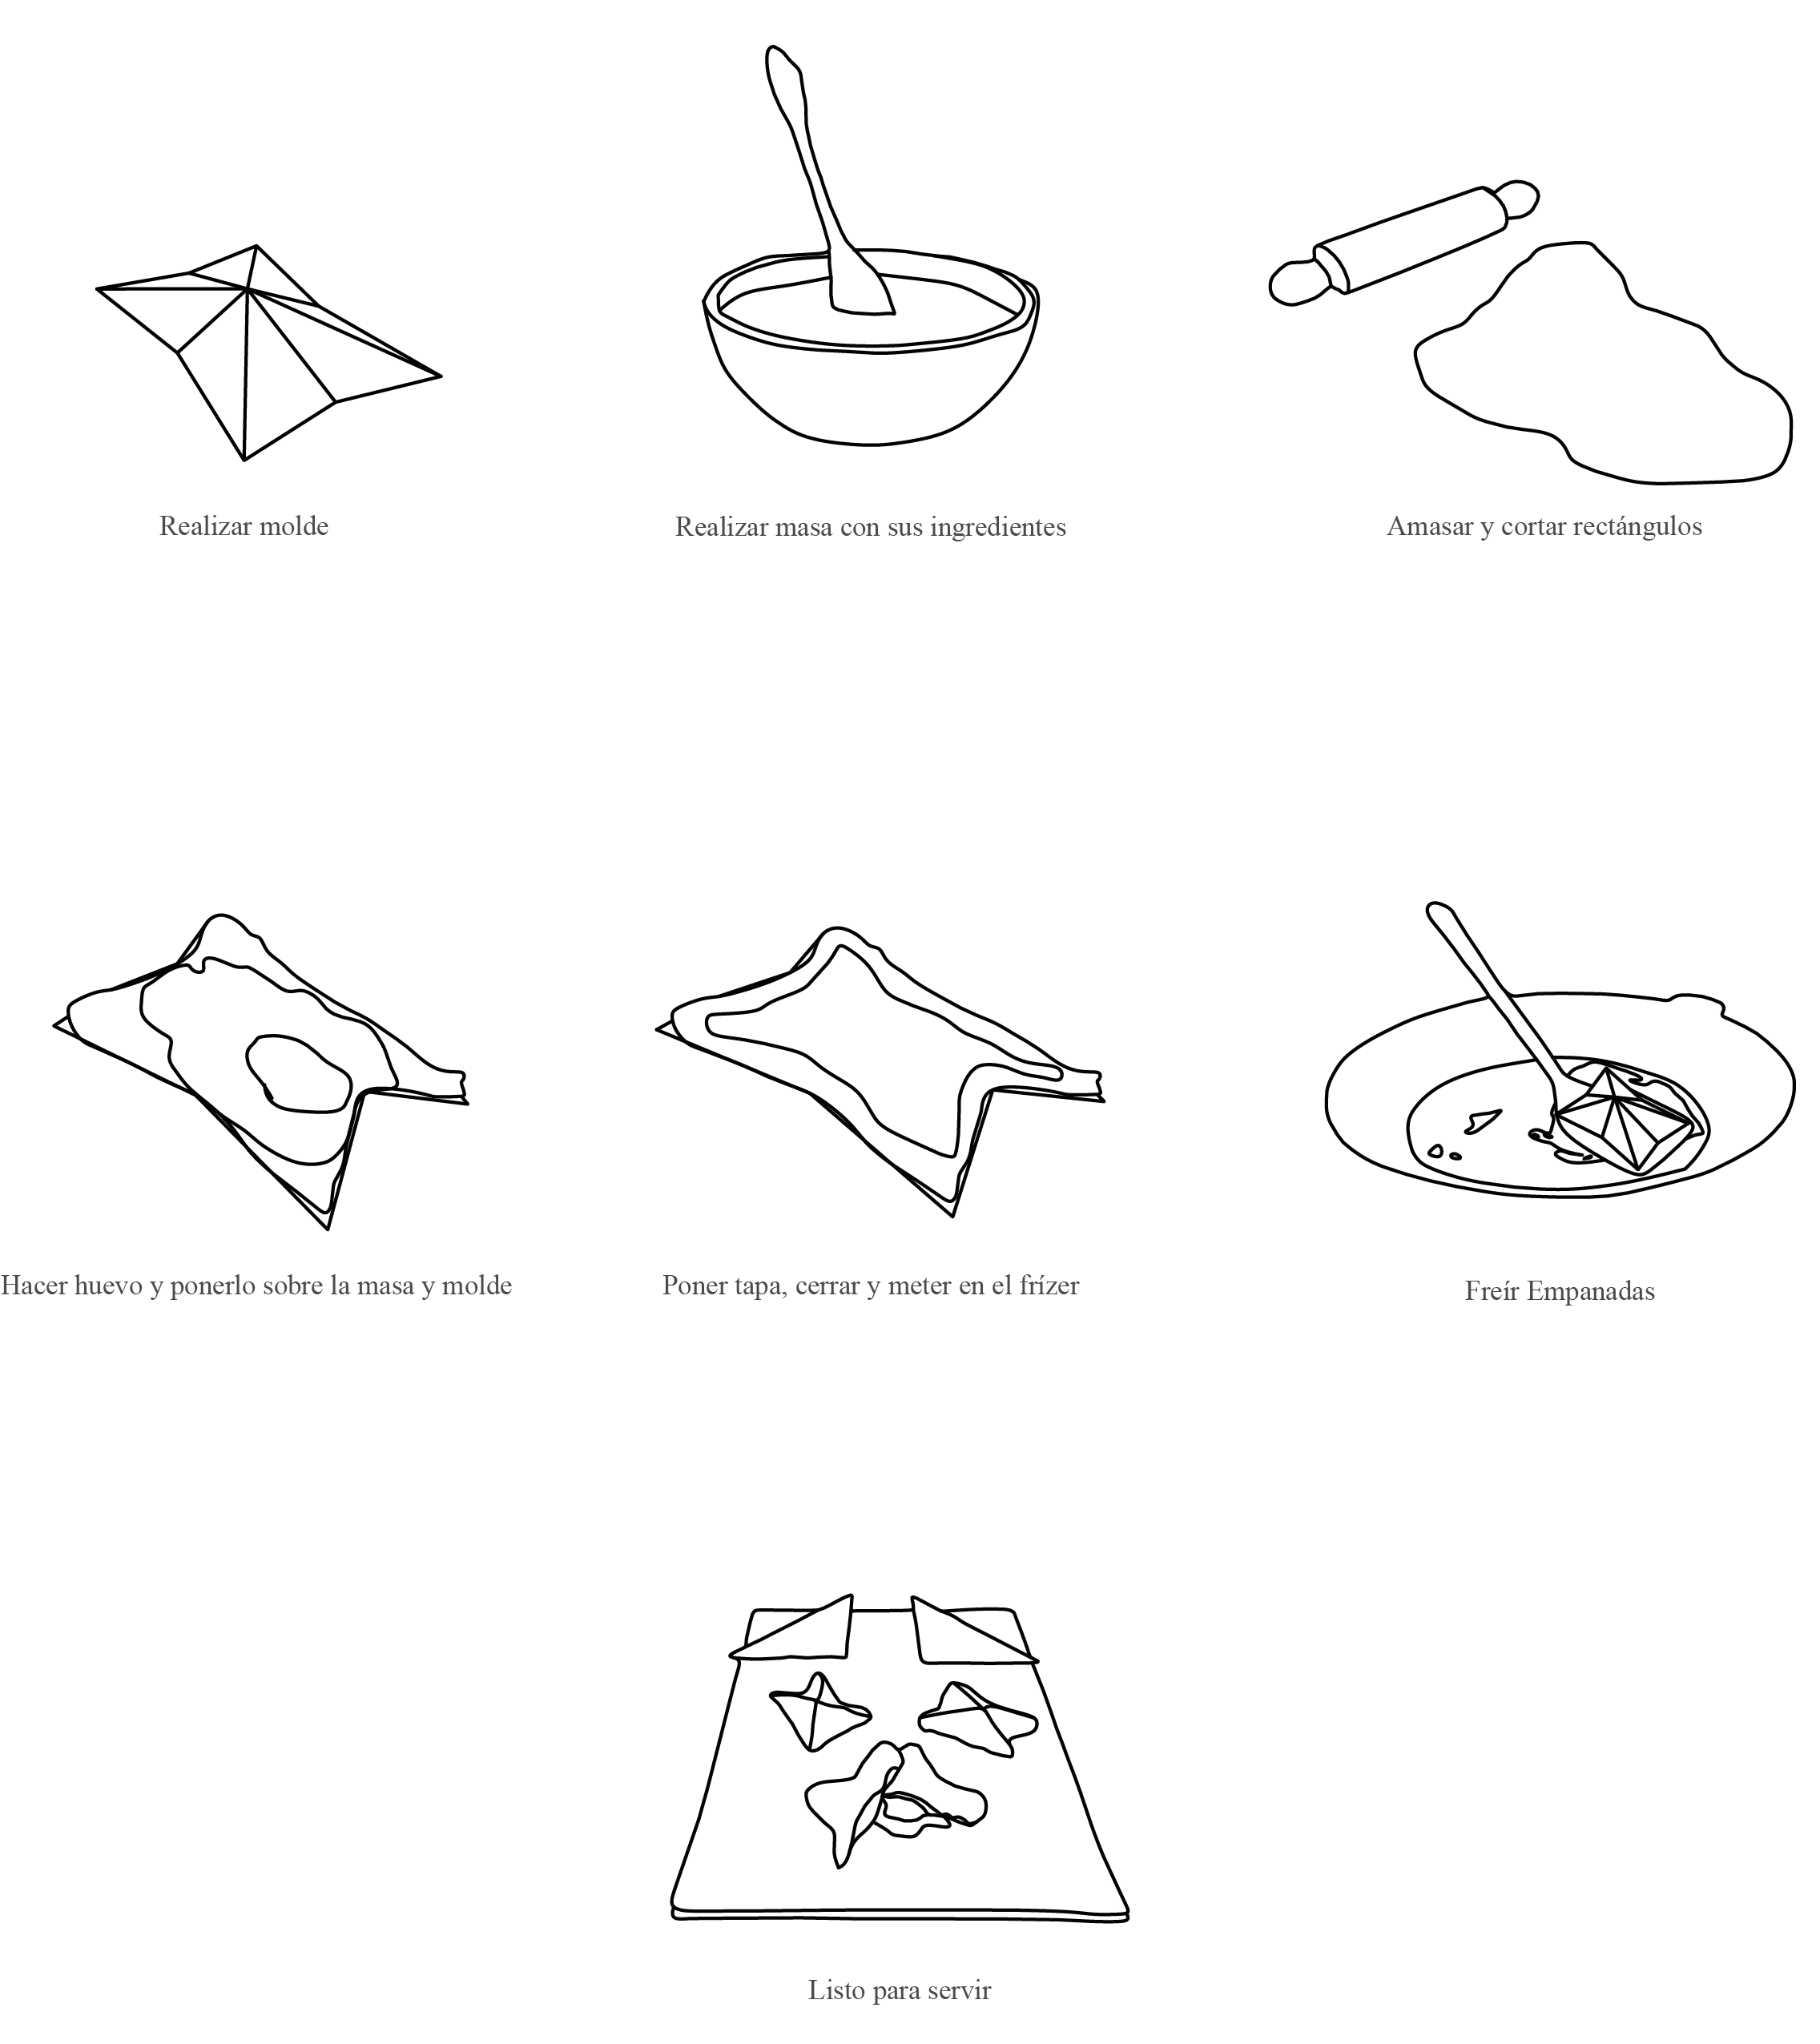 Realizar molde
Realizar masa con sus ingredientes
Amasar y cortar rectángulos
Hacer huevo y ponerlo sobre la masa y molde
Poner tapa, cerrar y meter en el frízer
Freír Empanadas
Listo para servir